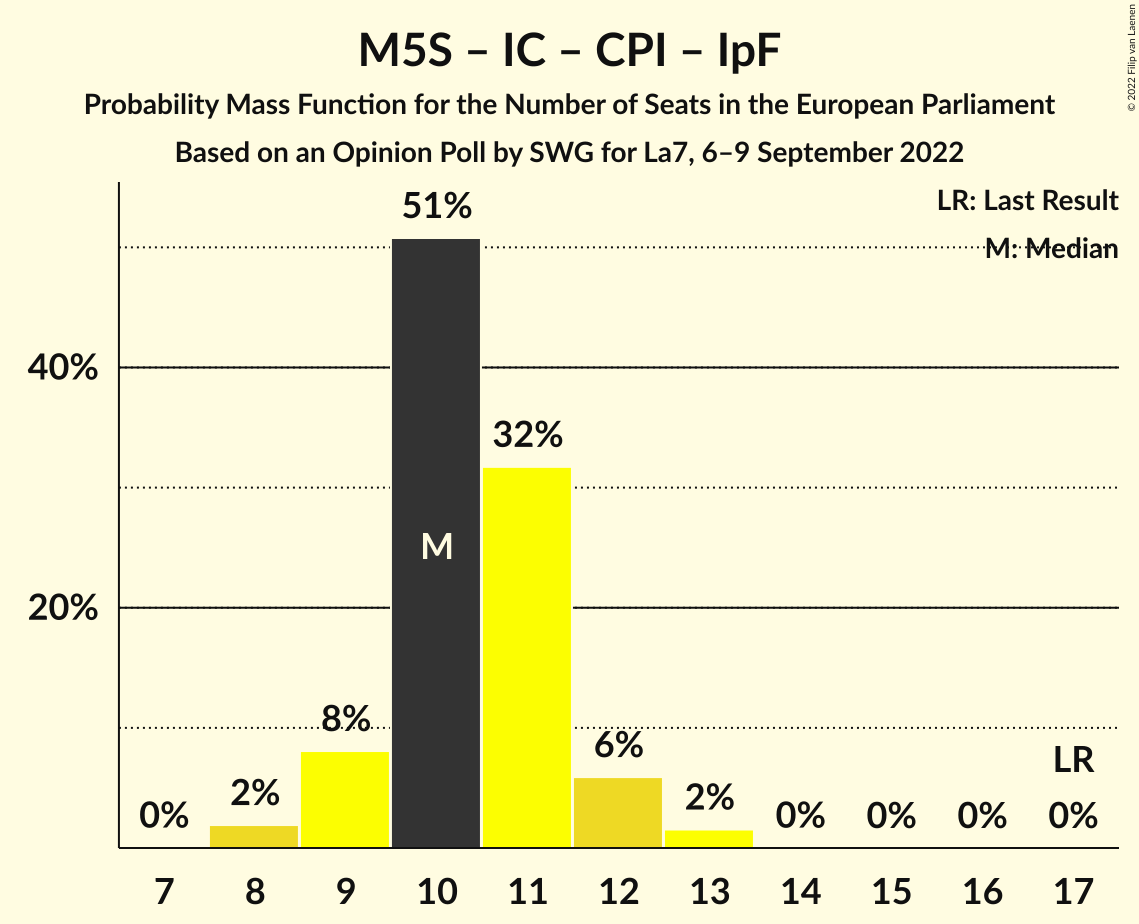 M5S – IC – CPI – IpF
Probability Mass Function for the Number of Seats in the European Parliament
Based on an Opinion Poll by SWG for La7, 6–9 September 2022
© 2022 Filip van Laenen
LR: Last Result
M: Median
40%
20%
0%
2%
8%
51%
M
32%
6%
2%
0%
0%
0%
LR
0%
7 8 9 10 11 12 13 14 15 16 17